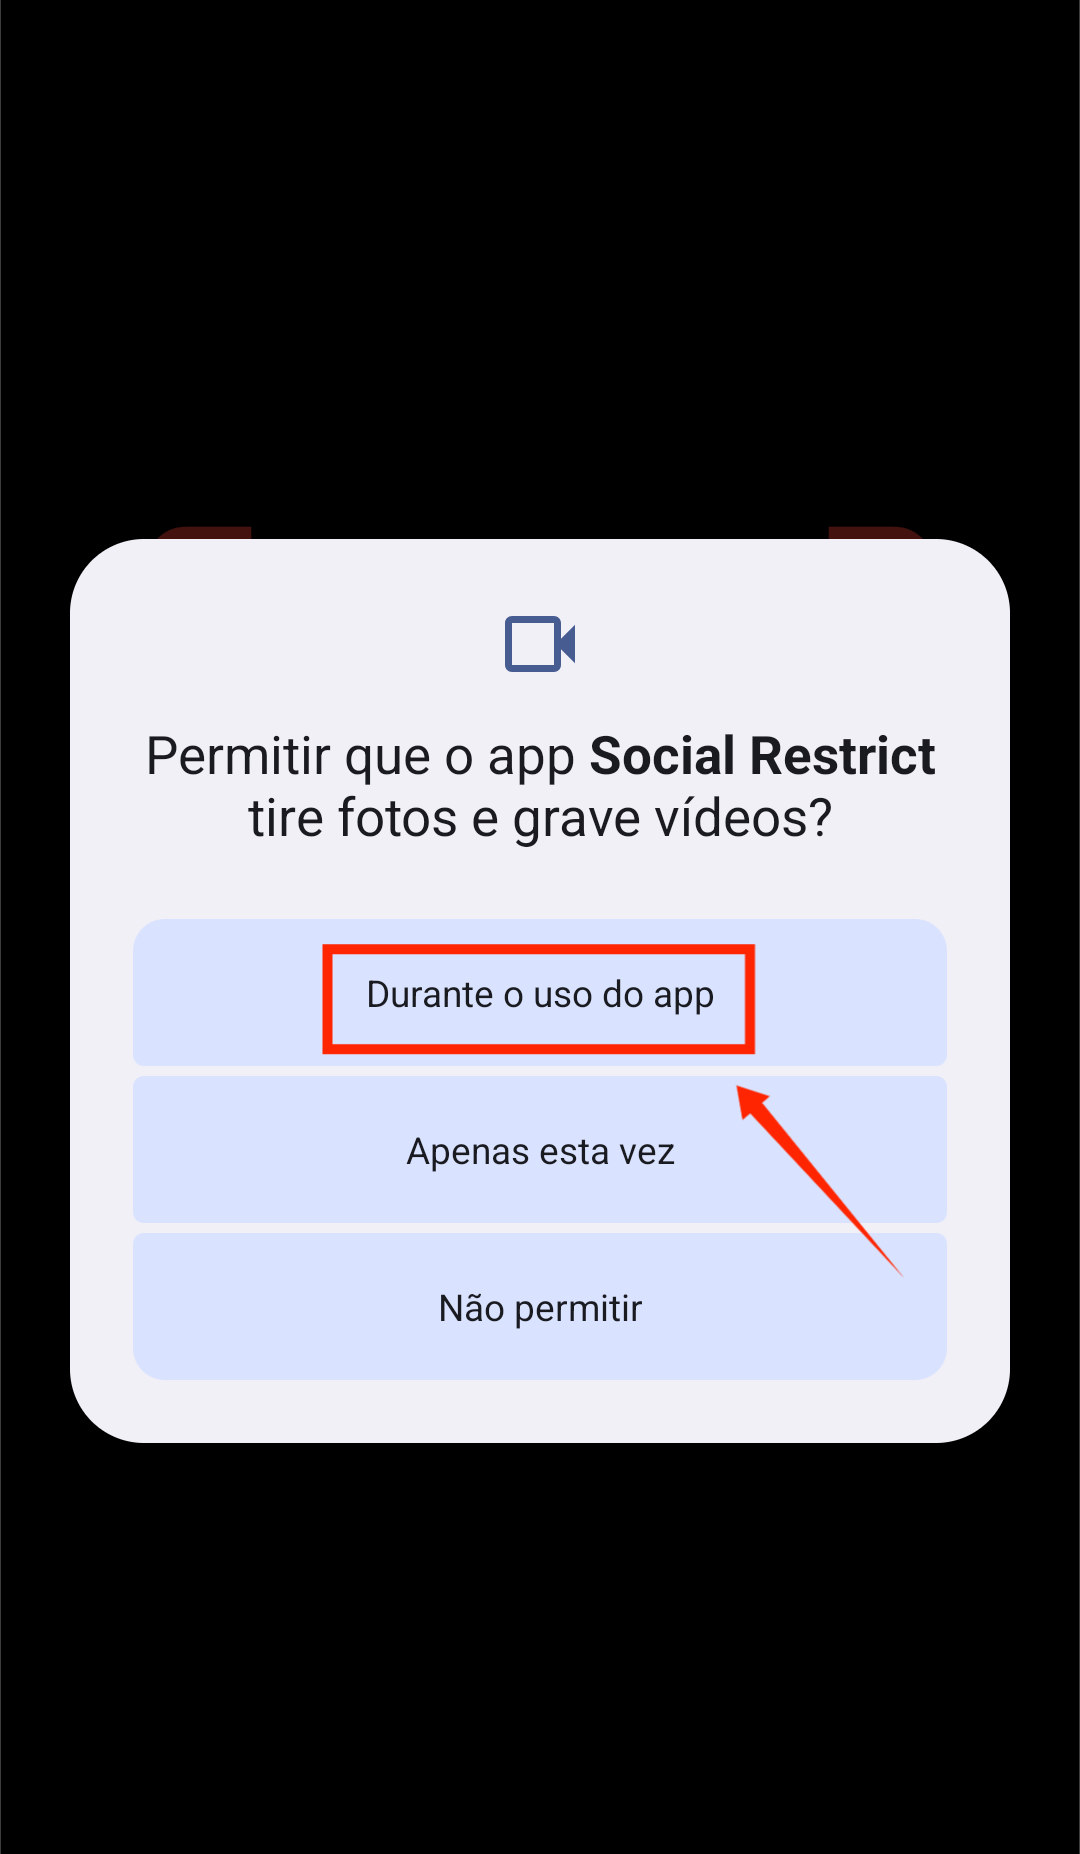 Permitir que o app Social Restrict
tire fotos e grave vídeos?
Durante o uso do app
Apenas esta vez
Não permitir